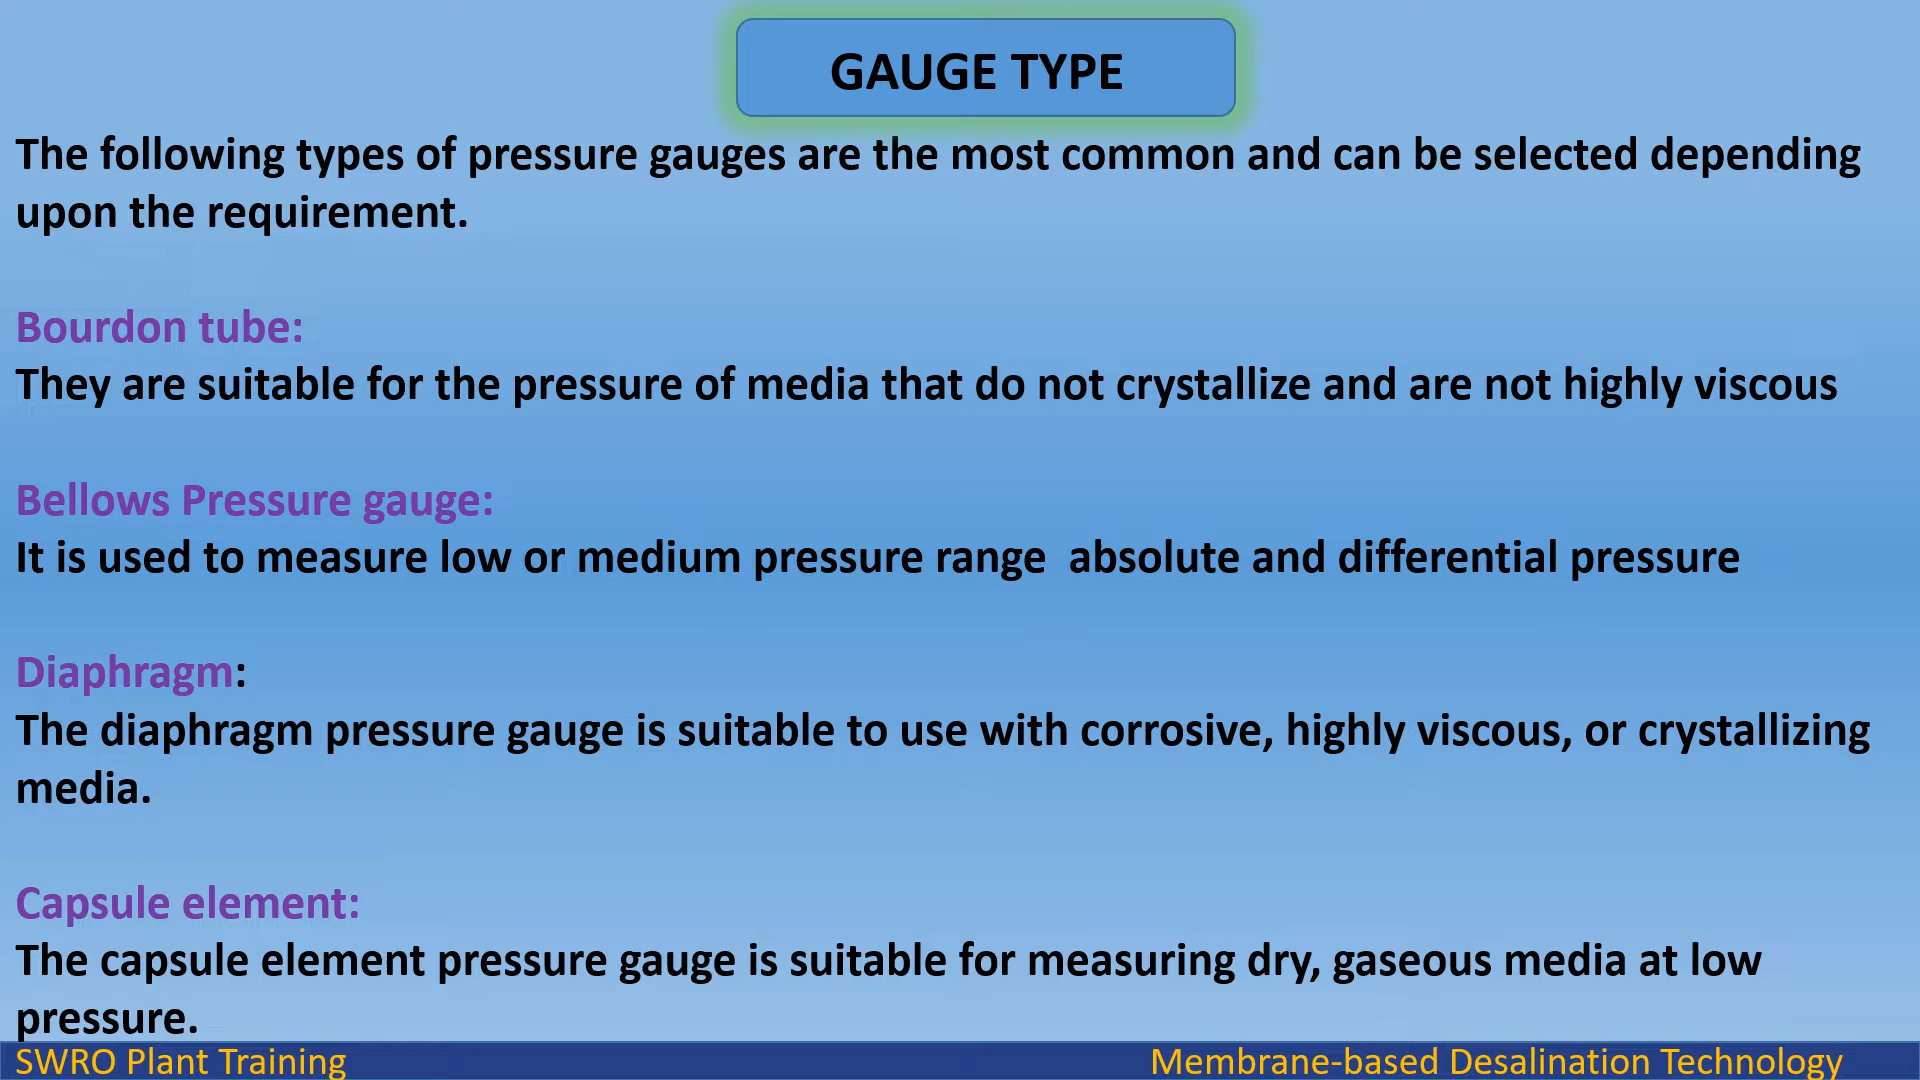 GAUGE TYPE
The following types of pressure gauges are the most common and can be selected depending
upon the requirement.
Bourdon tube:
They are suitable for the pressure of media that do not crystallize and are not highly viscous
Bellows Pressure gauge:
It is used to measure low or medium pressure range  absolute and differential pressure
Diaphragm:
The diaphragm pressure gauge is suitable to use with corrosive, highly viscous, or crystallizing
media.
Capsule element:
The capsule element pressure gauge is suitable for measuring dry, gaseous media at low
pressure.
SWRO Plant Training
Membrane-based Desalination Technology